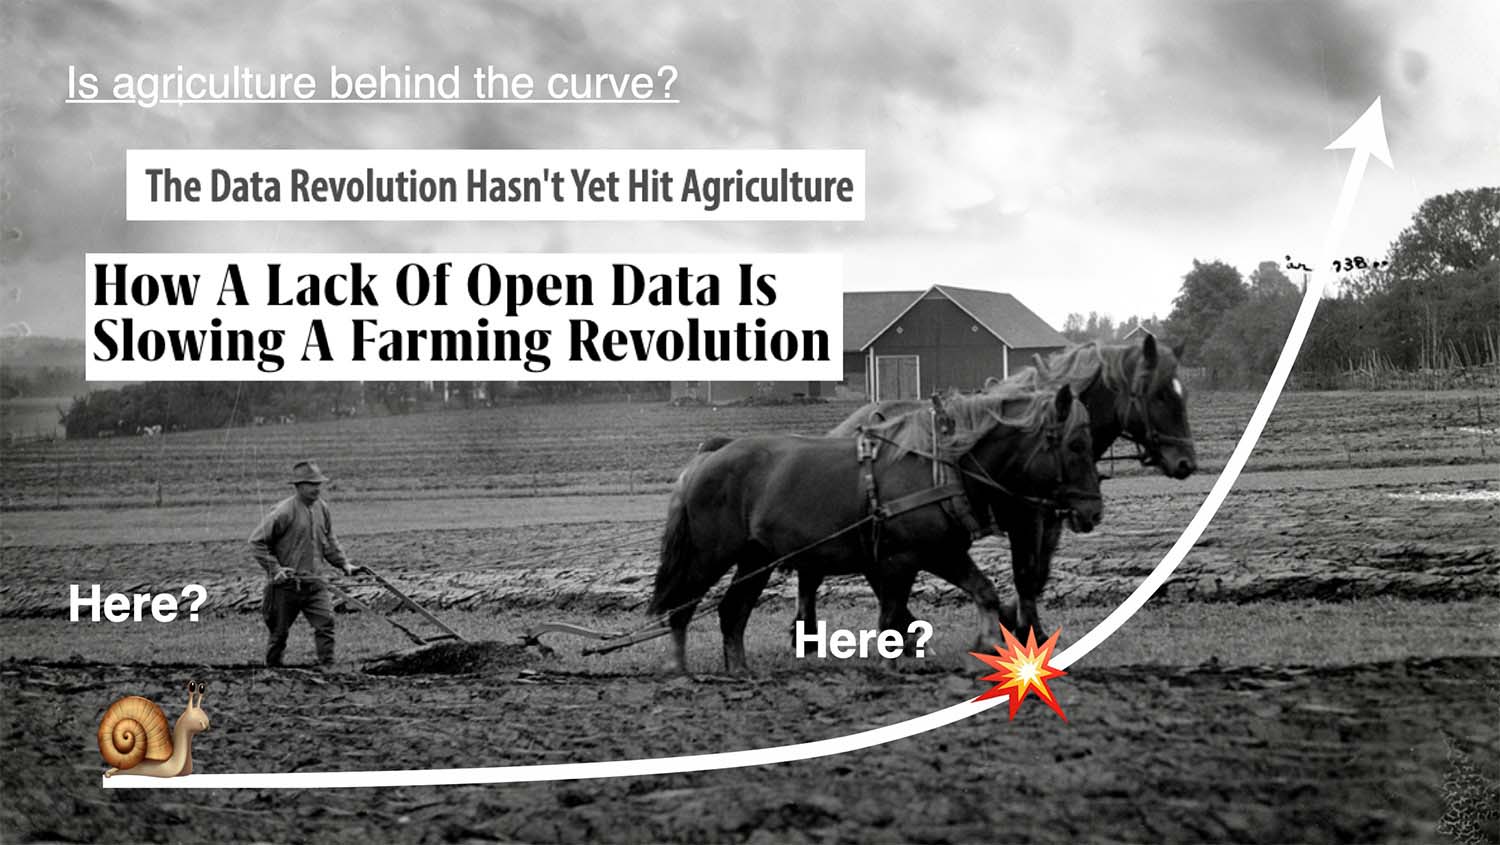 Is agriculture behind the curve?
The Data Revolution Hasn't Yet Hit Agriculture
How A Lack Of Open Data Is
Slowing A Farming Revolution
Here?
Here?